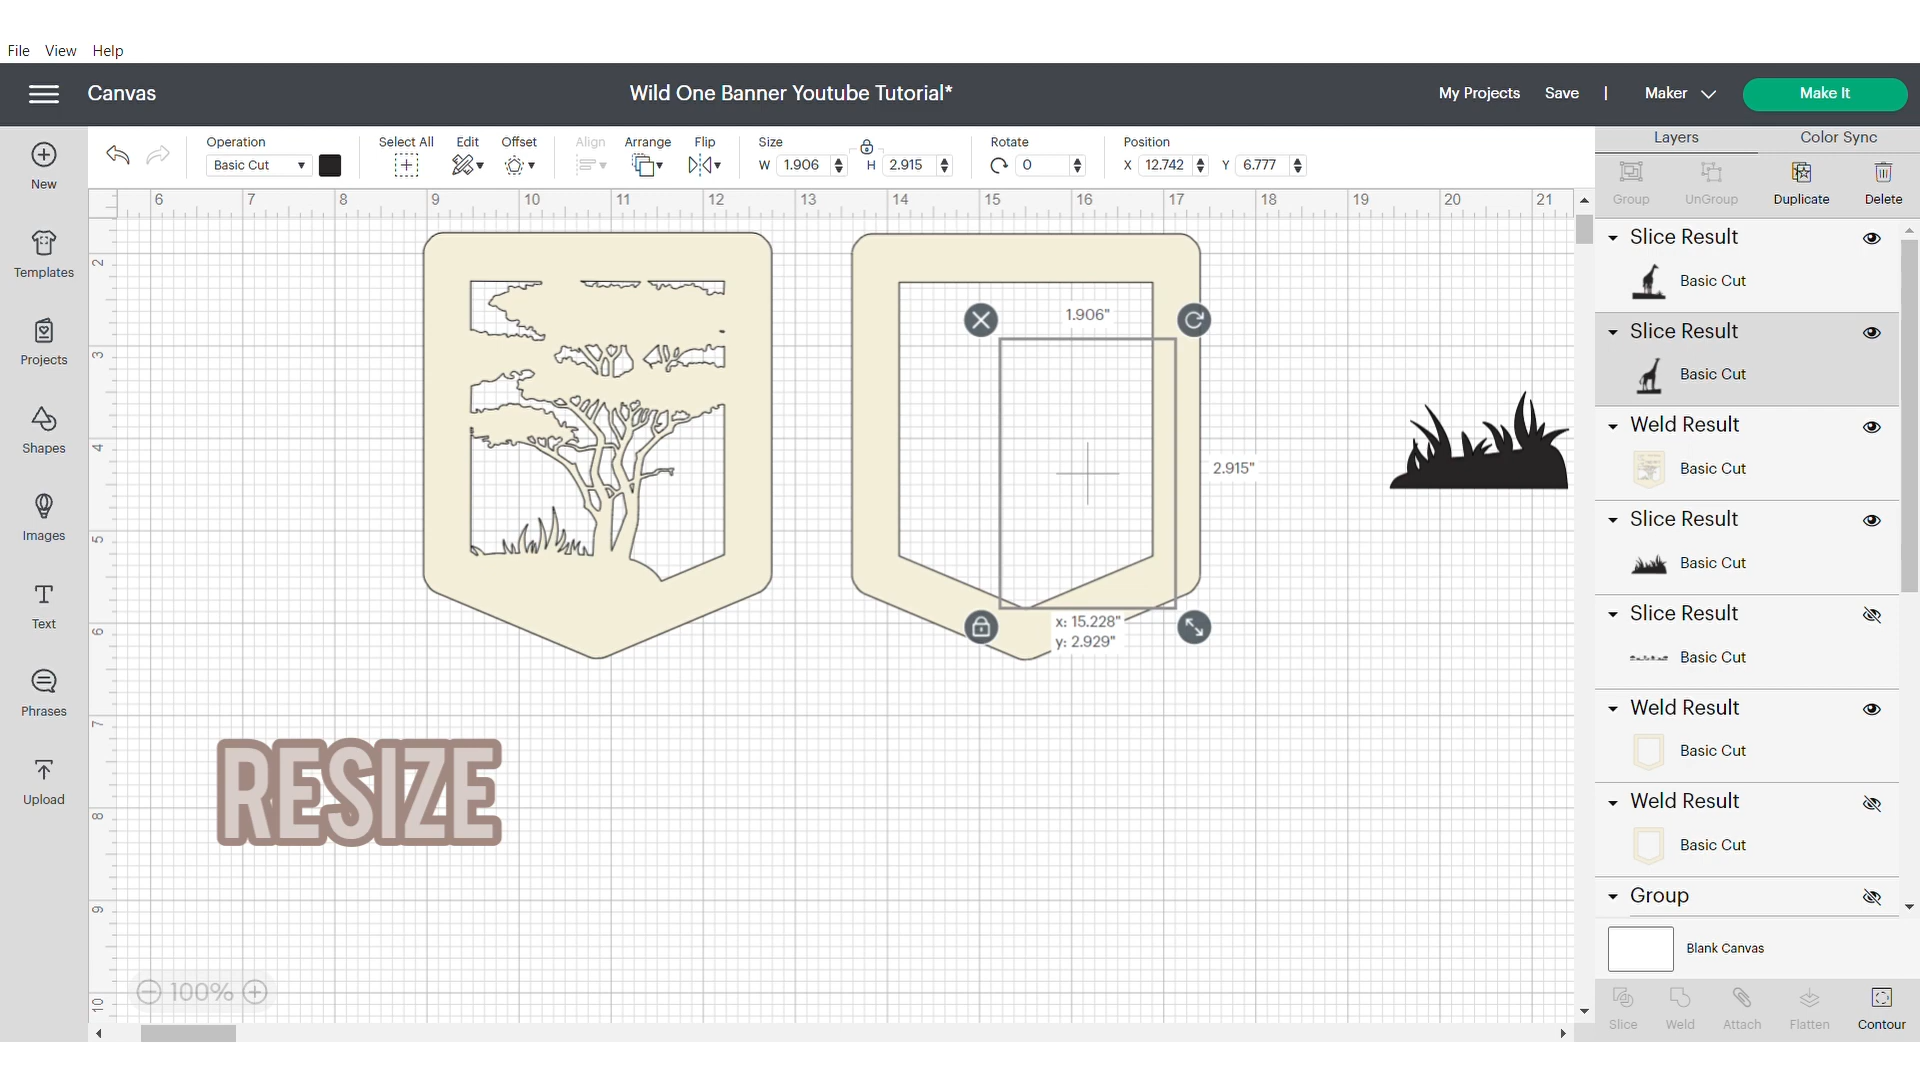 File View Help
Canvas
Wild One Banner Youtube Tutorial*
My Projects Save | Maker Make It
Operation
Basic Cut
Select All Edit Offset Align Arrange Flip
Size
W 1.906 H 2.915
Rotate
0
Position
X 12.742 Y 6.777
Layers Color Sync
Group UnGroup Duplicate Delete
New
Templates
Projects
Shapes
Images
Text
Phrases
Upload
6 7 8 9 10 11 12 13 14 15 16 17 18 19 20 21
2
3
4
5
6
7
8
9
10
1.906"
2.915"
x: 15.228"
y: 2.929"
RESIZE
100%
Slice Result
Basic Cut
Slice Result
Basic Cut
Weld Result
Basic Cut
Slice Result
Basic Cut
Slice Result
Basic Cut
Weld Result
Basic Cut
Weld Result
Basic Cut
Group
Blank Canvas
Slice Weld Attach Flatten Contour